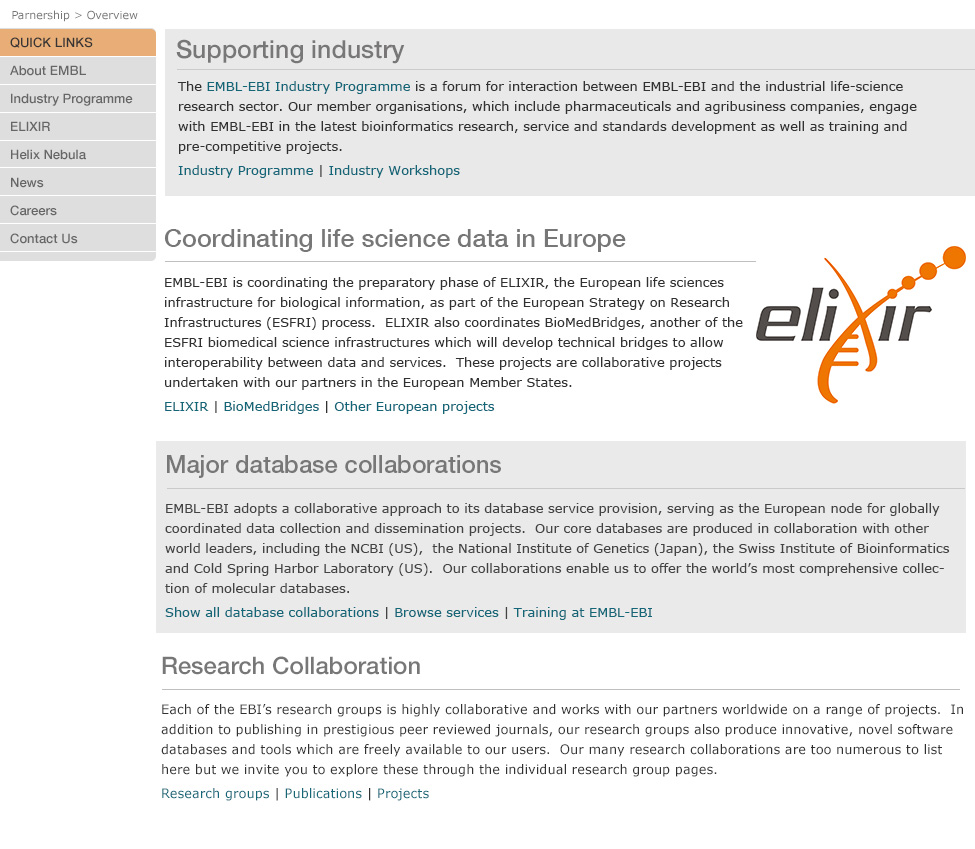 Parnership > Overview
QUICK LINKS
About EMBL
Industry Programme
ELIXIR
Helix Nebula
News
Careers
Contact Us
Supporting industry
The EMBL-EBI Industry Programme is a forum for interaction between EMBL-EBI and the industrial life-science
research sector. Our member organisations, which include pharmaceuticals and agribusiness companies, engage
with EMBL-EBI in the latest bioinformatics research, service and standards development as well as training and
pre-competitive projects.
Industry Programme | Industry Workshops
Coordinating life science data in Europe
EMBL-EBI is coordinating the preparatory phase of ELIXIR, the European life sciences
infrastructure for biological information, as part of the European Strategy on Research
Infrastructures (ESFRI) process.  ELIXIR also coordinates BioMedBridges, another of the
ESFRI biomedical science infrastructures which will develop technical bridges to allow
interoperability between data and services.  These projects are collaborative projects
undertaken with our partners in the European Member States.
ELIXIR | BioMedBridges | Other European projects
elixir
Major database collaborations
EMBL-EBI adopts a collaborative approach to its database service provision, serving as the European node for globally
coordinated data collection and dissemination projects.  Our core databases are produced in collaboration with other
world leaders, including the NCBI (US),  the National Institute of Genetics (Japan), the Swiss Institute of Bioinformatics
and Cold Spring Harbor Laboratory (US).  Our collaborations enable us to offer the world’s most comprehensive collec-
tion of molecular databases.
Show all database collaborations | Browse services | Training at EMBL-EBI
Research Collaboration
Each of the EBI’s research groups is highly collaborative and works with our partners worldwide on a range of projects.  In
addition to publishing in prestigious peer reviewed journals, our research groups also produce innovative, novel software
databases and tools which are freely available to our users.  Our many research collaborations are too numerous to list
here but we invite you to explore these through the individual research group pages.
Research groups | Publications | Projects